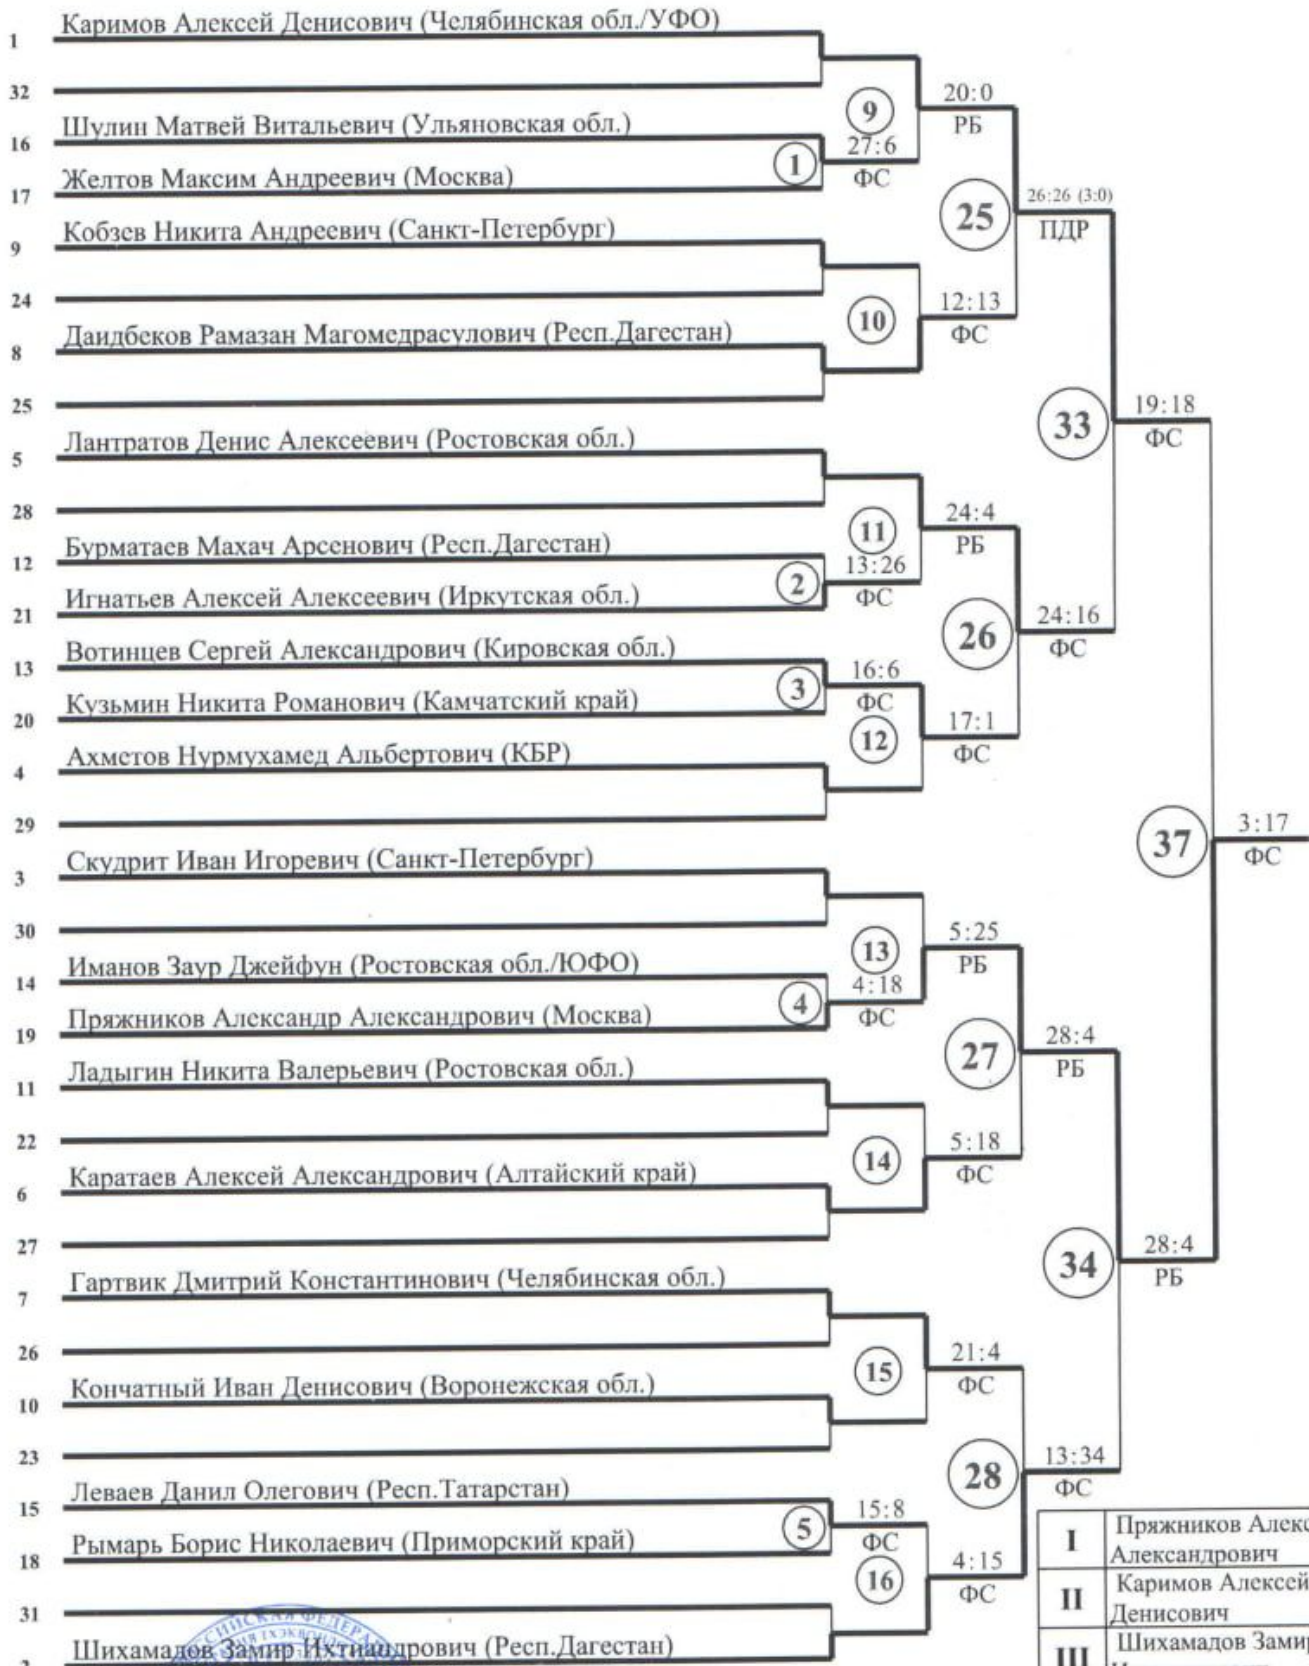 Каримов Алексей Денисович (Челябинская обл./УФО)
1
32
9
20:0
РБ
Шулин Матвей Витальевич (Ульяновская обл.)
16
1
27:6
ФС
Желтов Максим Андреевич (Москва)
17
25
26:26 (3:0)
ПДР
Кобзев Никита Андреевич (Санкт-Петербург)
9
24
10
12:13
ФС
Даидбеков Рамазан Магомедрасулович (Респ.Дагестан)
8
25
33
19:18
ФС
Лантратов Денис Алексеевич (Ростовская обл.)
5
28
11
24:4
РБ
Бурматаев Махач Арсенович (Респ.Дагестан)
12
2
13:26
ФС
Игнатьев Алексей Алексеевич (Иркутская обл.)
21
26
24:16
ФС
Вотинцев Сергей Александрович (Кировская обл.)
13
3
16:6
ФС
Кузьмин Никита Романович (Камчатский край)
20
12
17:1
ФС
Ахметов Нурмухамед Альбертович (КБР)
4
29
37
3:17
ФС
Скудрит Иван Игоревич (Санкт-Петербург)
3
30
13
5:25
РБ
Иманов Заур Джейфун (Ростовская обл./ЮФО)
14
4
4:18
ФС
Пряжников Александр Александрович (Москва)
19
27
28:4
РБ
Ладыгин Никита Валерьевич (Ростовская обл.)
11
22
14
5:18
ФС
Каратаев Алексей Александрович (Алтайский край)
6
27
34
28:4
РБ
Гартвик Дмитрий Константинович (Челябинская обл.)
7
26
15
21:4
ФС
Кончатный Иван Денисович (Воронежская обл.)
10
23
28
13:34
ФС
Леваев Данил Олегович (Респ.Татарстан)
15
5
15:8
ФС
Рымарь Борис Николаевич (Приморский край)
18
16
4:15
ФС
31
Шихамадов Замир Ихтиандрович (Респ.Дагестан)
I Пряжников Алекс
Александрович
II Каримов Алексей
Денисович
III Шихамадов Замир